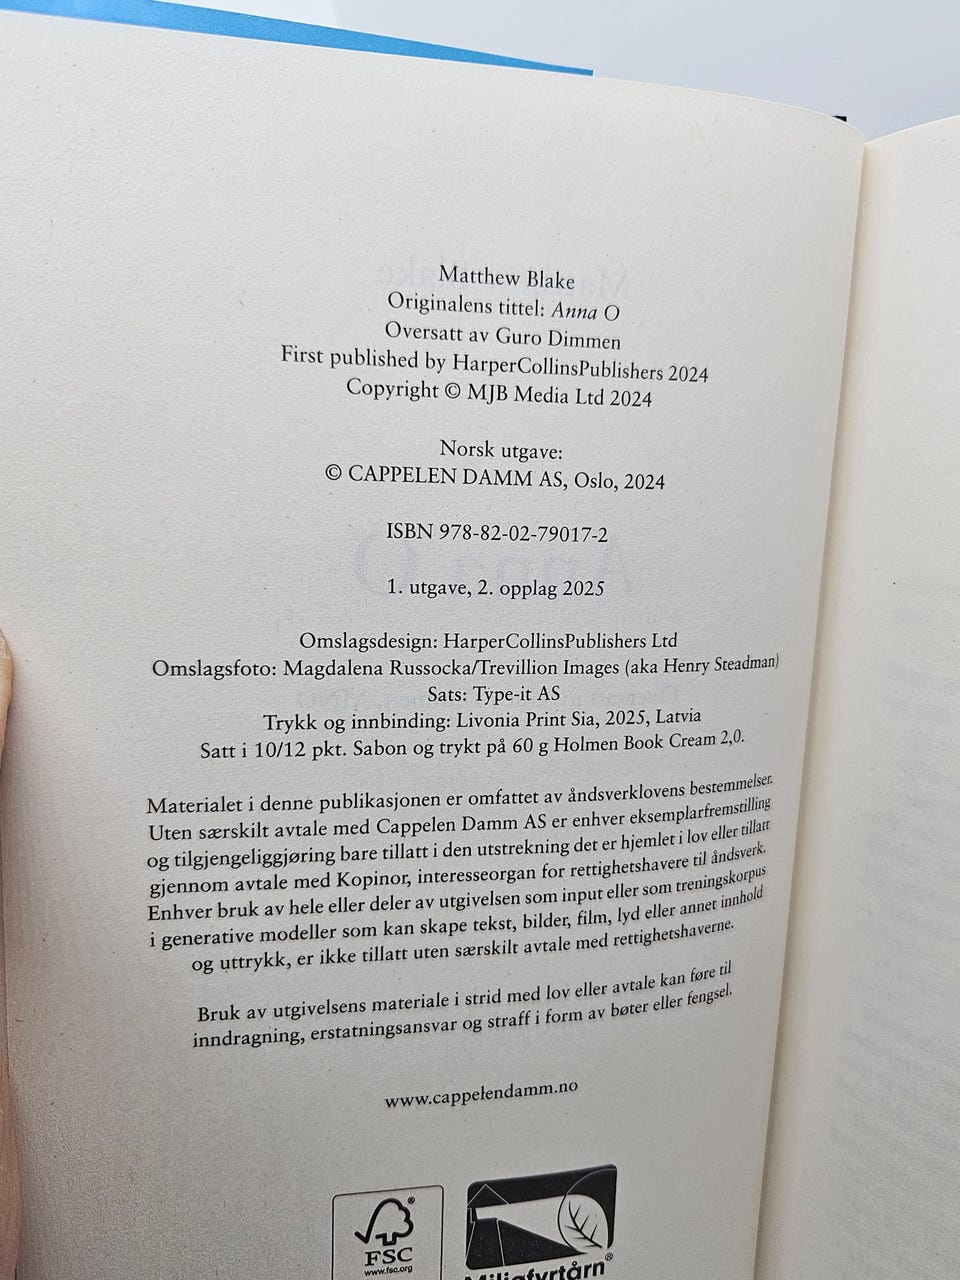 Matthew Blake
Originalens tittel: Anna O
Oversatt av Guro Dimmen
First published by HarperCollinsPublishers 2024
Copyright © MJB Media Ltd 2024
Norsk utgave:
© CAPPELEN DAMM AS, Oslo, 2024
ISBN 978-82-02-79017-2
1. utgave, 2. opplag 2025
Omslagsdesign: HarperCollinsPublishers Ltd
Omslagsfoto: Magdalena Russocka/Trevillion Images (aka Henry Steadman)
Sats: Type-it AS
Trykk og innbinding: Livonia Print Sia, 2025, Latvia
Satt i 10/12 pkt. Sabon og trykt på 60 g Holmen Book Cream 2,0.
Materialet i denne publikasjonen er omfattet av åndsverklovens bestemmelser.
Uten særskilt avtale med Cappelen Damm AS er enhver eksemplarfremstilling
og tilgjengeliggjøring bare tillatt i den utstrekning det er hjemlet i lov eller tillatt
gjennom avtale med Kopinor, interesseorgan for rettighetshavere til åndsverk.
Enhver bruk av hele eller deler av utgivelsen som input eller som treningskorpus
i generative modeller som kan skape tekst, bilder, film, lyd eller annet innhold
og uttrykk, er ikke tillatt uten særskilt avtale med rettighetshaverne.
Bruk av utgivelsens materiale i strid med lov eller avtale kan føre til
inndragning, erstatningsansvar og straff i form av bøter eller fengsel.
www.cappelendamm.no
FSC®
www.fsc.org
Miljøfyrtårn®